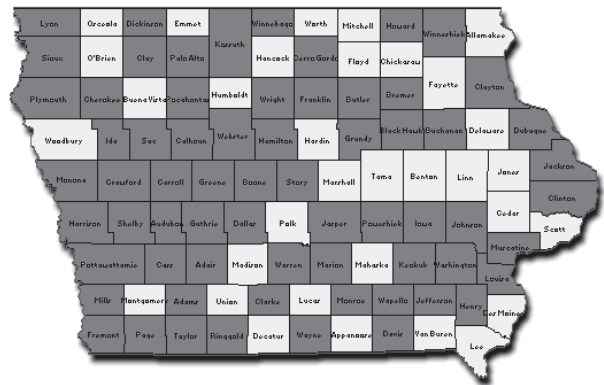 Lyon Osceola Dickinson Emmet Winnebago Worth Mitchell Howard Winneshiek Allamakee
Kossuth
Sioux O'Brien Clay Palo Alto Hancock Cerro Gordo Floyd Chickasaw
Fayette Clayton
Plymouth Cherokee Buena Vista Pocahontas Humboldt Wright Franklin Butler Bremer
Woodbury Ida Sac Calhoun Webster Hamilton Hardin Grundy Black Hawk Buchanan Delaware Dubuque
Monona Crawford Carroll Greene Boone Story Marshall Tama Benton Linn Jones Jackson
Clinton
Harrison Shelby Audubon Guthrie Dallas Polk Jasper Poweshiek Iowa Johnson Cedar
Scott
Muscatine
Pottawattamie Cass Adair Madison Warren Marion Mahaska Keokuk Washington
Louisa
Mills Montgomery Adams Union Clarke Lucas Monroe Wapello Jefferson Henry Des Moines
Fremont Page Taylor Ringgold Decatur Wayne Appanoose Davis Van Buren
Lee